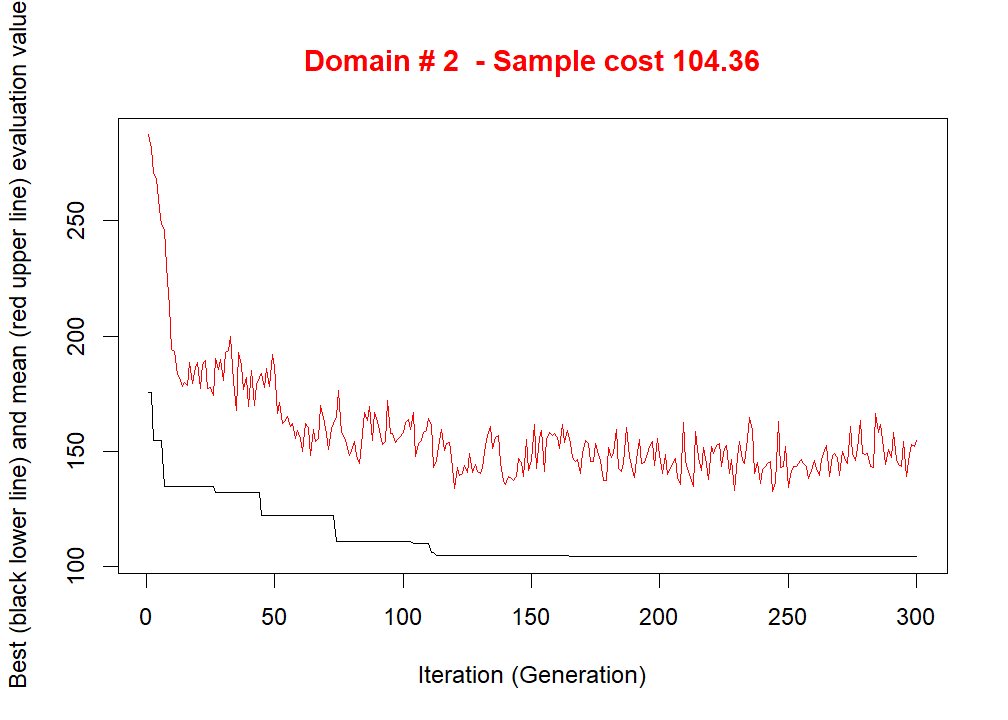 Domain # 2  - Sample cost 104.36
Best (black lower line) and mean (red upper line) evaluation value
250
200
150
100
0 50 100 150 200 250 300
Iteration (Generation)